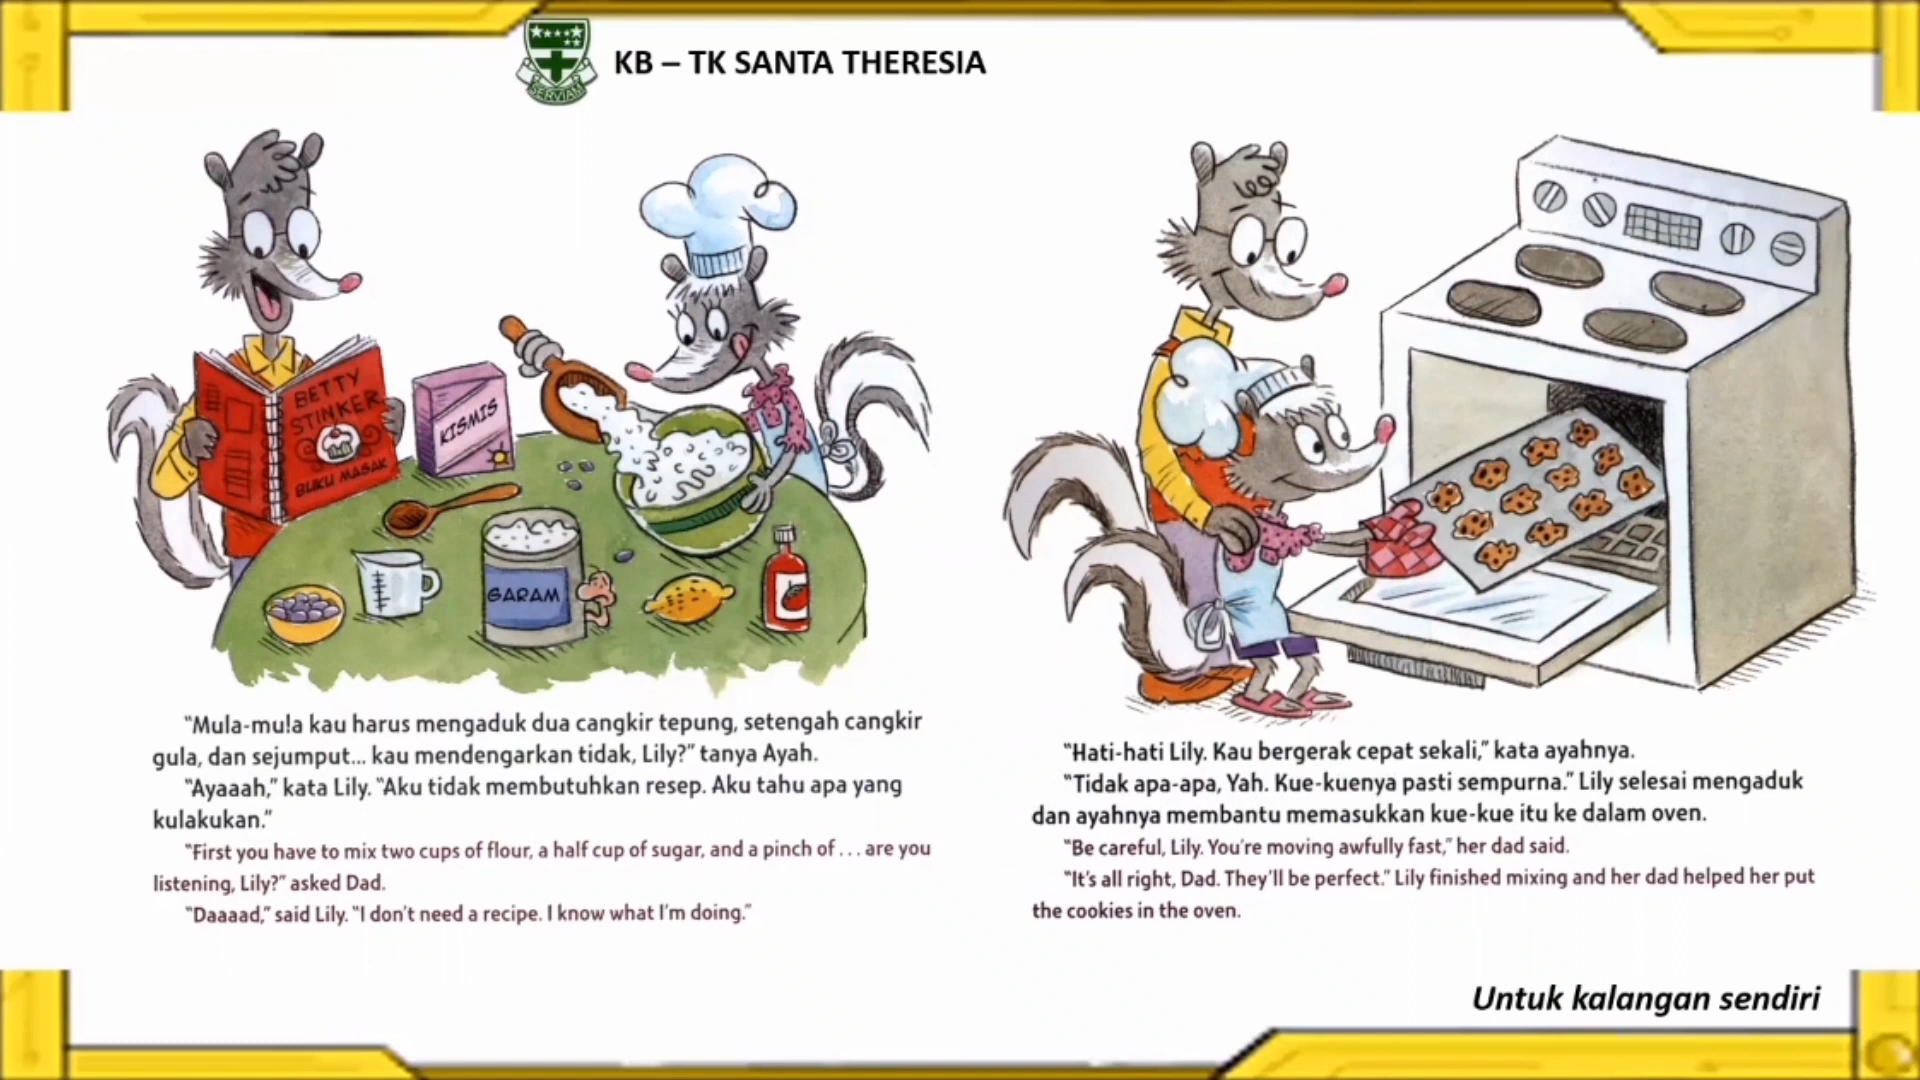 KB – TK SANTA THERESIA
SERVIAM
BETTY
STINKER
BUKU MASAK
KISMIS
GARAM
“Mula-mula kau harus mengaduk dua cangkir tepung, setengah cangkir
gula, dan sejumput... kau mendengarkan tidak, Lily?” tanya Ayah.
“Ayaaah,” kata Lily. “Aku tidak membutuhkan resep. Aku tahu apa yang
kulakukan.”
“First you have to mix two cups of flour, a half cup of sugar, and a pinch of . . . are you
listening, Lily?” asked Dad.
“Daaaad,” said Lily. “I don’t need a recipe. I know what I’m doing.”
“Hati-hati Lily. Kau bergerak cepat sekali,” kata ayahnya.
“Tidak apa-apa, Yah. Kue-kuenya pasti sempurna.” Lily selesai mengaduk
dan ayahnya membantu memasukkan kue-kue itu ke dalam oven.
“Be careful, Lily. You’re moving awfully fast,” her dad said.
“It’s all right, Dad. They’ll be perfect.” Lily finished mixing and her dad helped her put
the cookies in the oven.
Untuk kalangan sendiri